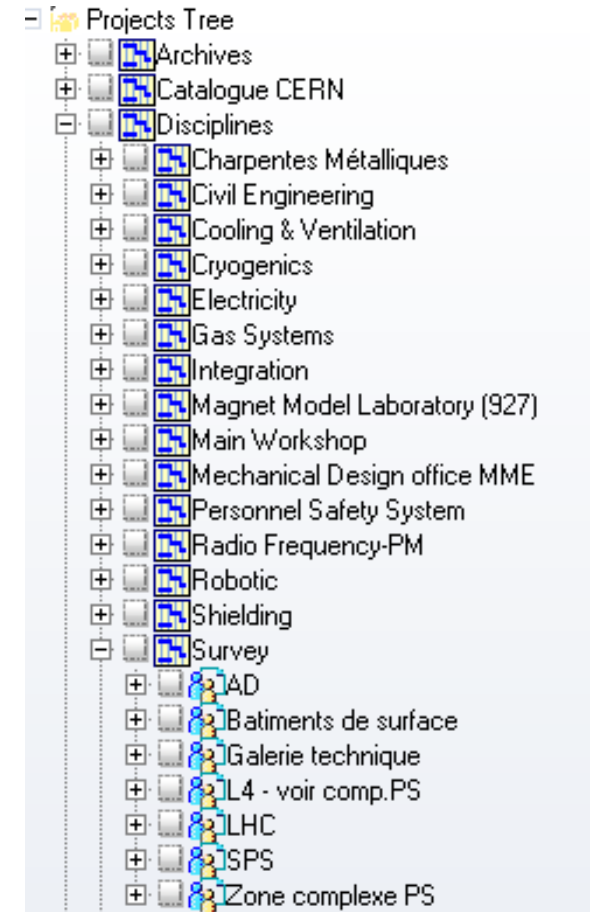 Projects Tree
Archives
Catalogue CERN
Disciplines
Charpentes Métalliques
Civil Engineering
Cooling & Ventilation
Cryogenics
Electricity
Gas Systems
Integration
Magnet Model Laboratory (927)
Main Workshop
Mechanical Design office MME
Personnel Safety System
Radio Frequency-PM
Robotic
Shielding
Survey
AD
Batiments de surface
Galerie technique
L4 - voir comp.PS
LHC
SPS
Zone complexe PS